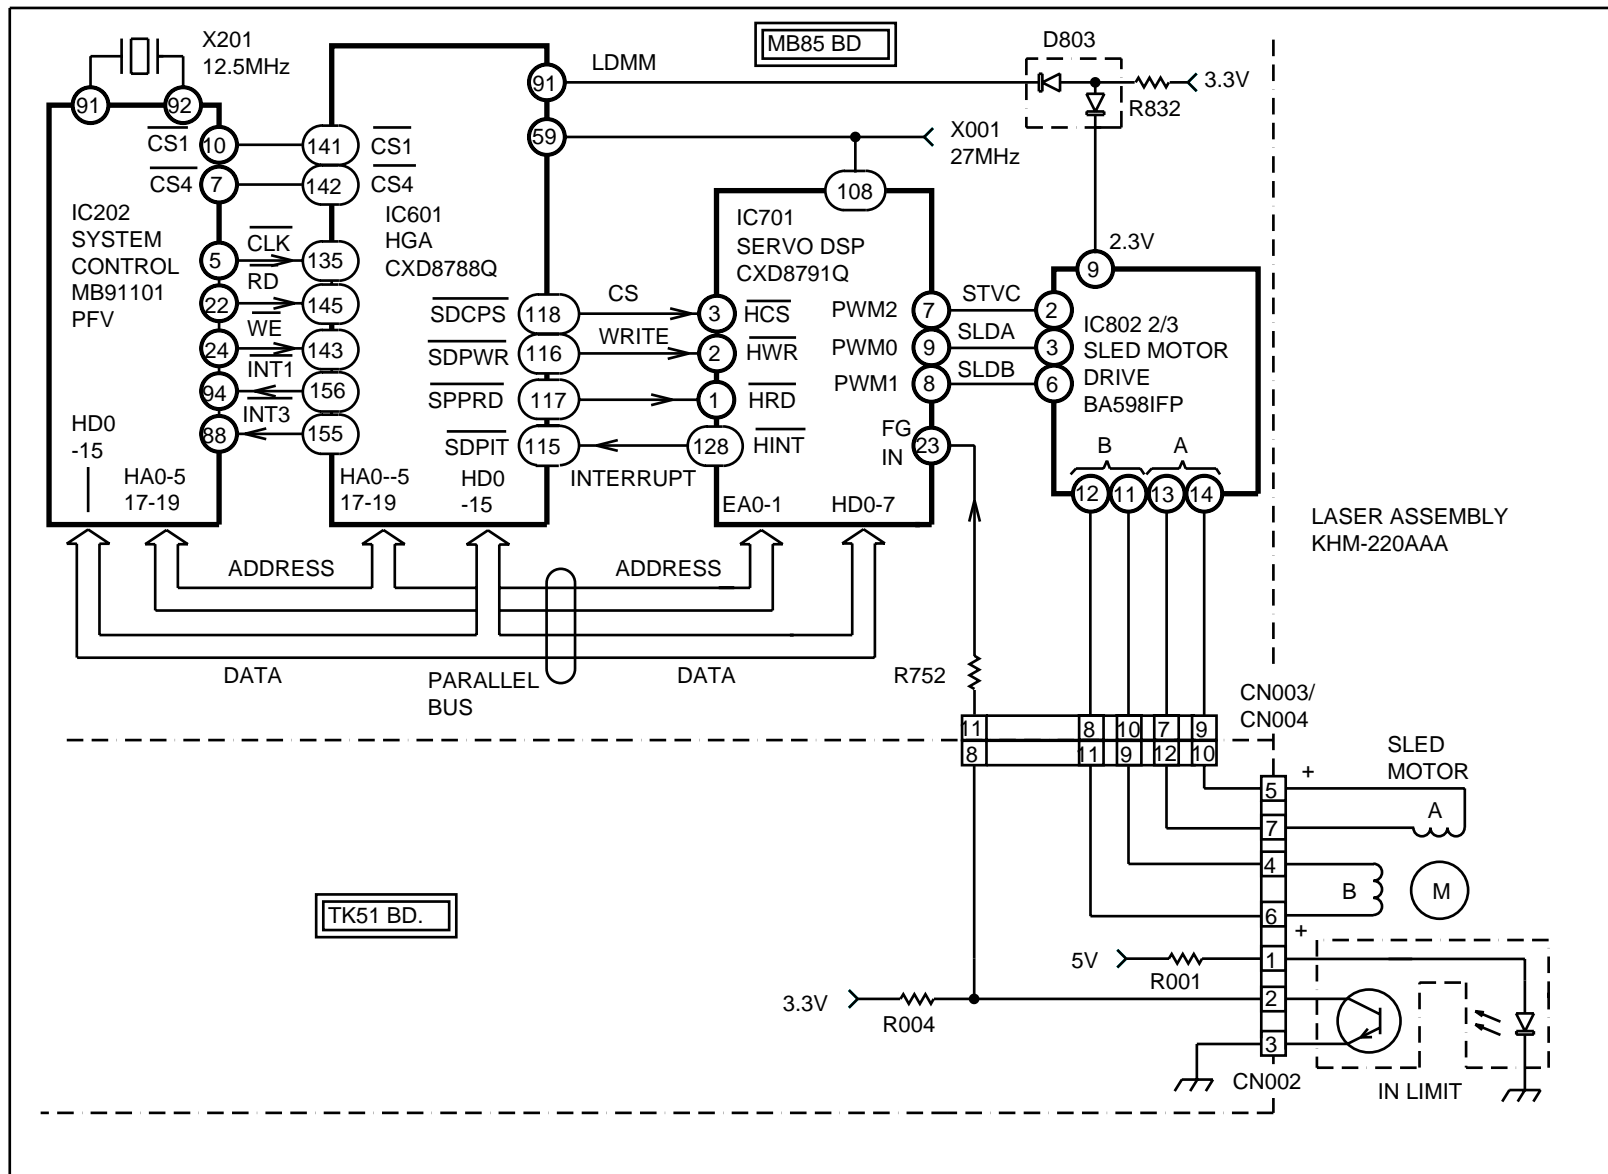 X201
12.5MHz
MB85 BD
D803
91
92
91
LDMM
3.3V
R832
59
X001
27MHz
CS1
10
141
CS1
CS4
7
142
CS4
108
IC202
SYSTEM
CONTROL
MB91101
PFV
IC601
HGA
CXD8788Q
IC701
SERVO DSP
CXD8791Q
2.3V
9
5
CLK
135
22
RD
145
24
WE
143
94
INT1
156
88
INT3
155
SDCPS
118
CS
3
HCS
SDPWR
116
WRITE
2
HWR
SPPRD
117
1
HRD
SDPIT
115
INTERRUPT
128
HINT
PWM2
7
STVC
2
PWM0
9
SLDA
3
PWM1
8
SLDB
6
IC802 2/3
SLED MOTOR
DRIVE
BA598IFP
FG
IN
23
B
A
12
11
13
14
HD0
-15
HA0-5
17-19
HA0--5
17-19
HD0
-15
EA0-1
HD0-7
LASER ASSEMBLY
KHM-220AAA
ADDRESS
ADDRESS
DATA
PARALLEL
BUS
DATA
R752
CN003/
CN004
11
8
10
7
9
8
11
9
12
10
SLED
MOTOR
+
5
A
7
4
B
M
6
+
TK51 BD.
5V
R001
1
3.3V
R004
2
3
CN002
IN LIMIT